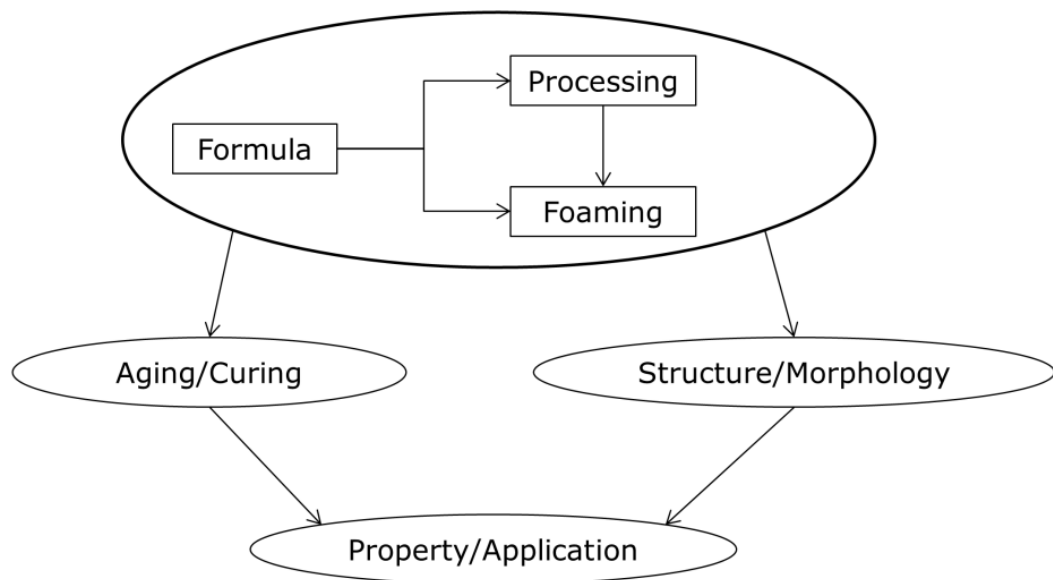 Processing
Formula
Foaming
Aging/Curing
Structure/Morphology
Property/Application